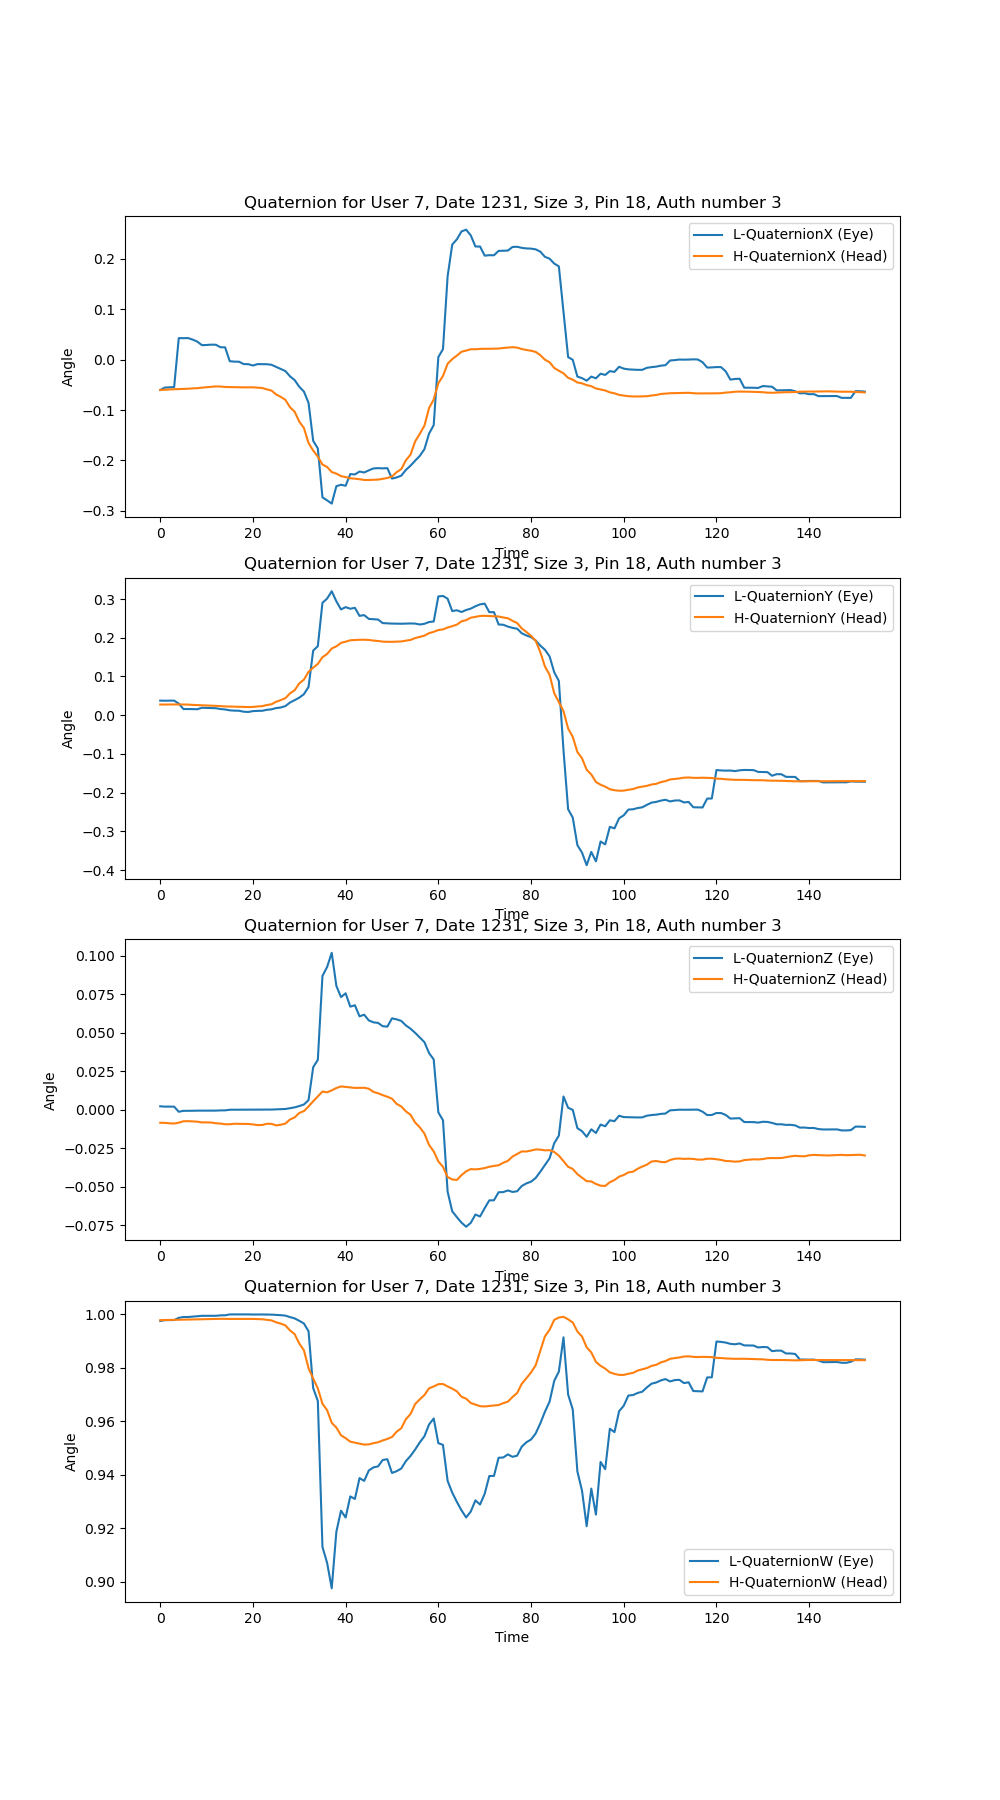 Quaternion for User 7, Date 1231, Size 3, Pin 18, Auth number 3
L-QuaternionX (Eye)
H-QuaternionX (Head)
Angle
0.2
0.1
0.0
−0.1
−0.2
−0.3
0 20 40 60 80 100 120 140
Time
Quaternion for User 7, Date 1231, Size 3, Pin 18, Auth number 3
L-QuaternionY (Eye)
H-QuaternionY (Head)
Angle
0.3
0.2
0.1
0.0
−0.1
−0.2
−0.3
−0.4
0 20 40 60 80 100 120 140
Time
Quaternion for User 7, Date 1231, Size 3, Pin 18, Auth number 3
L-QuaternionZ (Eye)
H-QuaternionZ (Head)
Angle
0.100
0.075
0.050
0.025
0.000
−0.025
−0.050
−0.075
0 20 40 60 80 100 120 140
Time
Quaternion for User 7, Date 1231, Size 3, Pin 18, Auth number 3
Angle
1.00
0.98
0.96
0.94
0.92
0.90
L-QuaternionW (Eye)
H-QuaternionW (Head)
0 20 40 60 80 100 120 140
Time